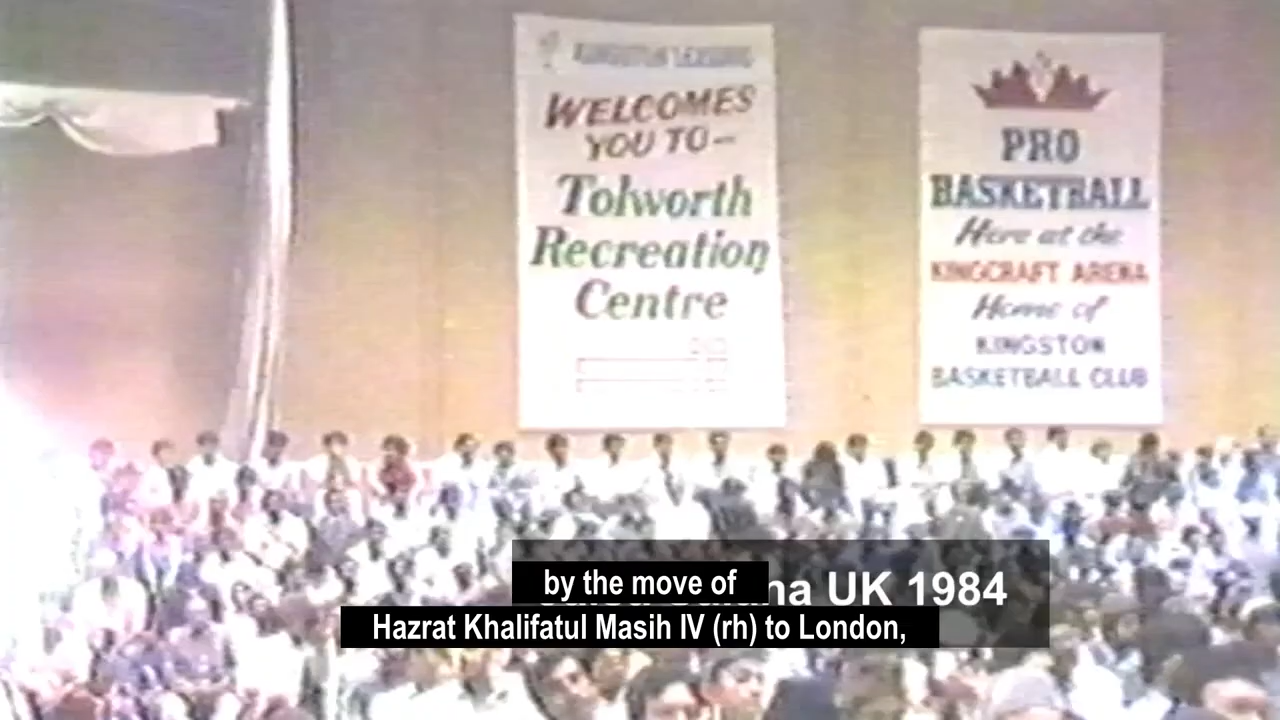 WELCOMES
YOU TO-
Tolworth
Recreation
Centre
PRO
BASKETBALL
Here at the
KINGCRAFT ARENA
Home of
KINGSTON
BASKETBALL CLUB
UK 1984
by the move of
Hazrat Khalifatul Masih IV (rh) to London,